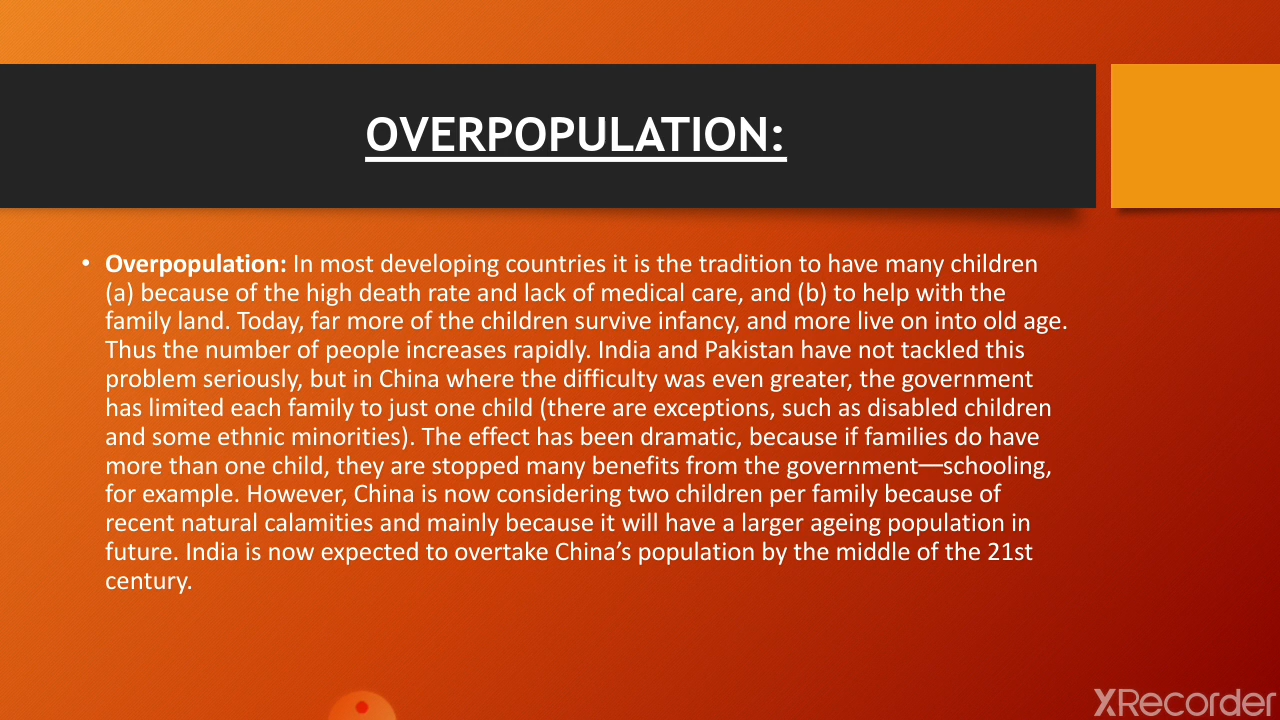 OVERPOPULATION:
• Overpopulation: In most developing countries it is the tradition to have many children
(a) because of the high death rate and lack of medical care, and (b) to help with the
family land. Today, far more of the children survive infancy, and more live on into old age.
Thus the number of people increases rapidly. India and Pakistan have not tackled this
problem seriously, but in China where the difficulty was even greater, the government
has limited each family to just one child (there are exceptions, such as disabled children
and some ethnic minorities). The effect has been dramatic, because if families do have
more than one child, they are stopped many benefits from the government—schooling,
for example. However, China is now considering two children per family because of
recent natural calamities and mainly because it will have a larger ageing population in
future. India is now expected to overtake China’s population by the middle of the 21st
century.
XRecorder